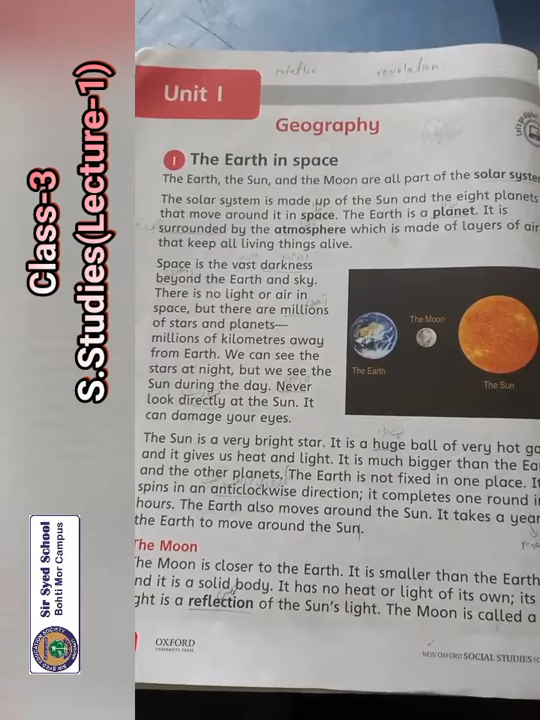 Class-3
S.Studies(Lecture-1)
Sir Syed School
Bohti Mor Campus
rotation revolation
Unit 1
Geography
1 The Earth in space
The Earth, the Sun, and the Moon are all part of the solar syste
The solar system is made up of the Sun and the eight planets
that move around it in space. The Earth is a planet. It is
surrounded by the atmosphere which is made of layers of air
that keep all living things alive.
Space is the vast darkness
beyond the Earth and sky.
There is no light or air in
space, but there are millions
of stars and planets—
millions of kilometres away
from Earth. We can see the
stars at night, but we see the
Sun during the day. Never
look directly at the Sun. It
can damage your eyes.
The Earth
The Moon
The Sun
The Sun is a very bright star. It is a huge ball of very hot ga
and it gives us heat and light. It is much bigger than the Ea
and the other planets. The Earth is not fixed in one place. It
spins in an anticlockwise direction; it completes one round i
hours. The Earth also moves around the Sun. It takes a year
the Earth to move around the Sun.
The Moon
he Moon is closer to the Earth. It is smaller than the Earth
nd it is a solid body. It has no heat or light of its own; its
ght is a reflection of the Sun's light. The Moon is called a
OXFORD
UNIVERSITY PRESS
NEW OXFORD SOCIAL STUDIES